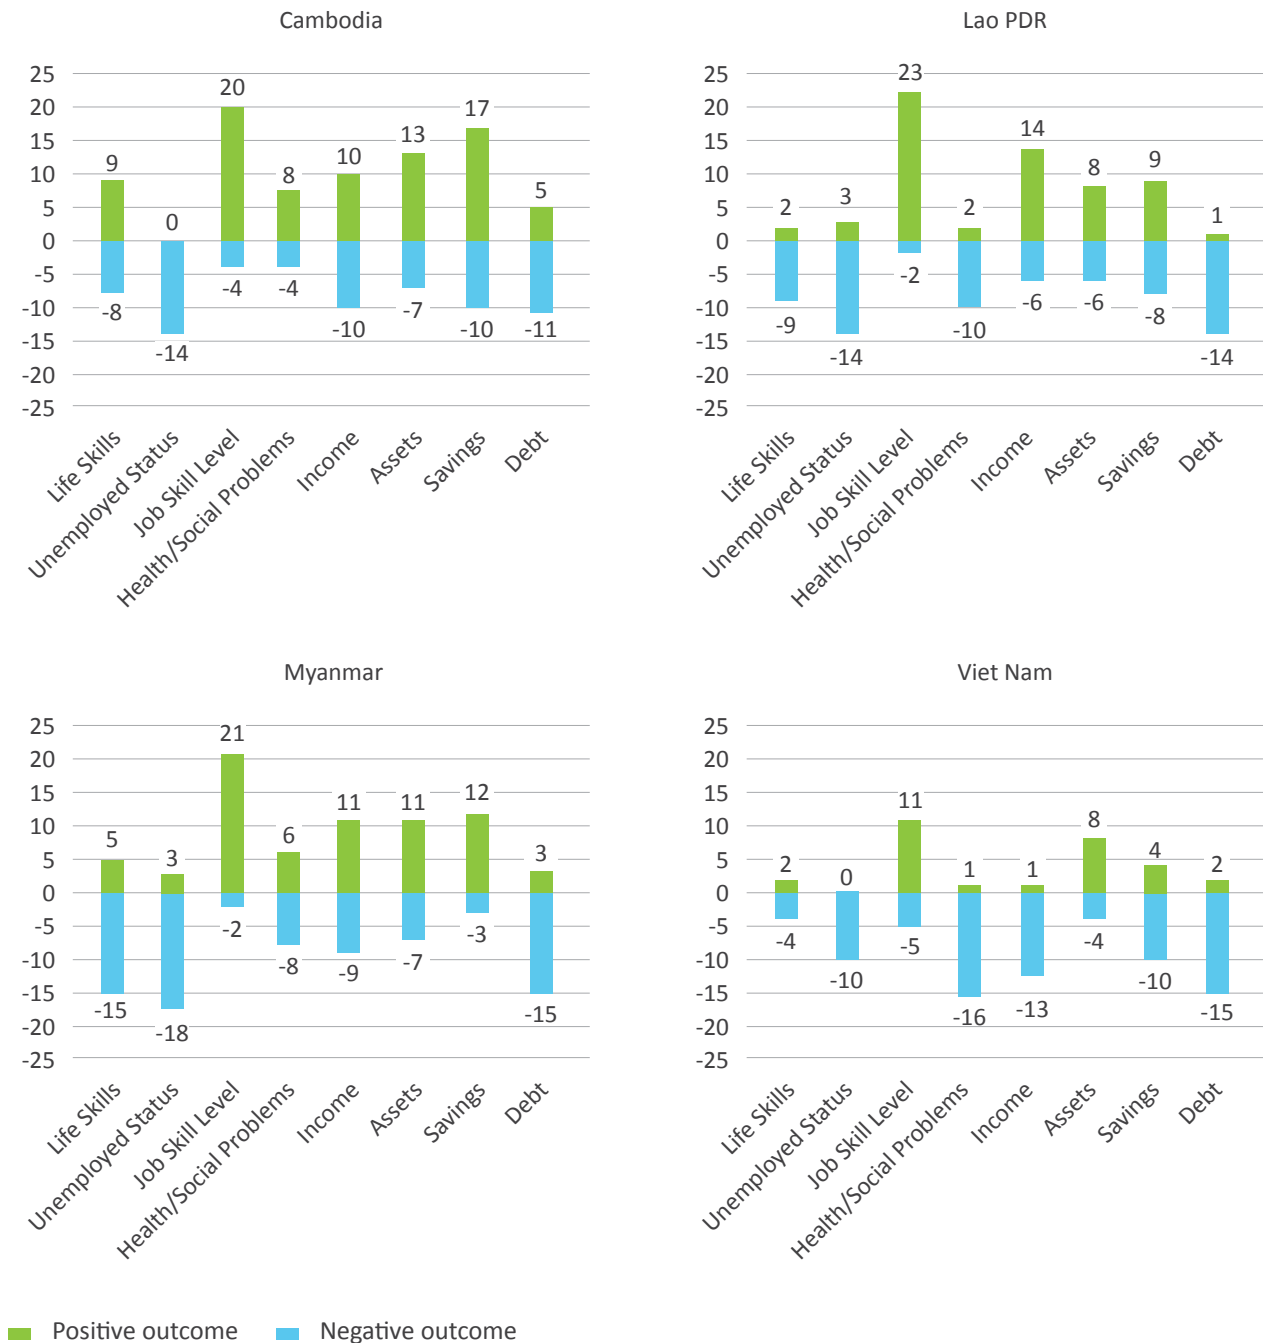 Cambodia
25
20
15
10
5
0
-5
-10
-15
-20
-25
9
0
20
8
10
13
17
5
-8
-14
-4
-4
-10
-7
-10
-11
Life Skills
Unemployed Status
Job Skill Level
Health/Social Problems
Income
Assets
Savings
Debt
Lao PDR
25
20
15
10
5
0
-5
-10
-15
-20
-25
2
3
23
2
14
8
9
1
-9
-14
-2
-10
-6
-6
-8
-14
Life Skills
Unemployed Status
Job Skill Level
Health/Social Problems
Income
Assets
Savings
Debt
Myanmar
25
20
15
10
5
0
-5
-10
-15
-20
-25
5
3
21
6
11
11
12
3
-15
-18
-2
-8
-9
-7
-3
-15
Life Skills
Unemployed Status
Job Skill Level
Health/Social Problems
Income
Assets
Savings
Debt
Viet Nam
25
20
15
10
5
0
-5
-10
-15
-20
-25
2
0
11
1
1
8
4
2
-4
-10
-5
-16
-13
-4
-10
-15
Life Skills
Unemployed Status
Job Skill Level
Health/Social Problems
Income
Assets
Savings
Debt
Positive outcome
Negative outcome